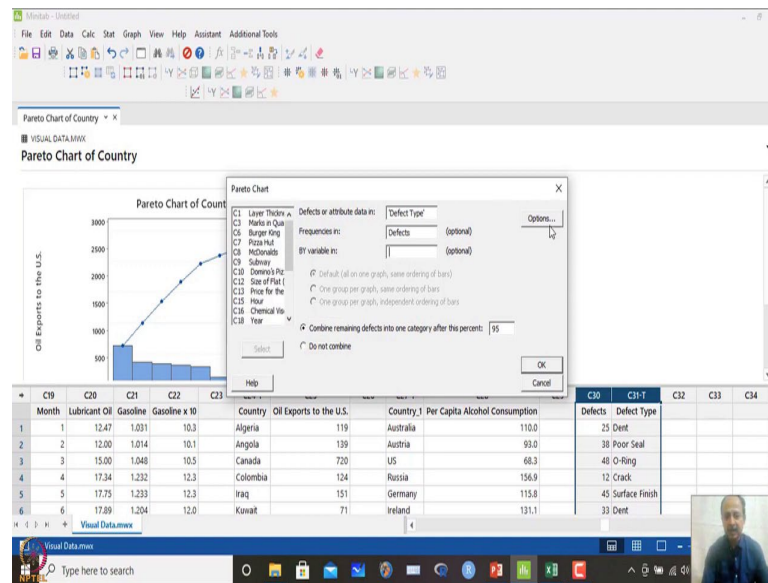 Minitab - Untitled
File Edit Data Calc Stat Graph View Help Assistant Additional Tools
Pareto Chart of Country
VISUAL DATA.MWX
Pareto Chart of Country
Pareto Chart of Count
Oil Exports to the U.S.
3000
2500
2000
1500
1000
500
Pareto Chart
C1 Layer Thickne
C3 Marks in Qua
C6 Burger King
C7 Pizza Hut
C8 McDonalds
C9 Subway
C10 Domino's Piz
C12 Size of Flat (
C13 Price for the
C15 Hour
C16 Chemical Vis
C18 Year
Defects or attribute data in: 'Defect Type'
Frequencies in: Defects (optional)
BY variable in: (optional)
Default (all on one graph, same ordering of bars)
One group per graph, same ordering of bars
One group per graph, independent ordering of bars
Combine remaining defects into one category after this percent: 95
Do not combine
Options...
Select
Help
OK
Cancel
C19 C20 C21 C22 C23 C30 C31-T C32 C33 C34
Month Lubricant Oil Gasoline Gasoline x 10 Country Oil Exports to the U.S. Country_1 Per Capita Alcohol Consumption Defects Defect Type
1 1 12.47 1.031 10.3 Algeria 119 Australia 110.0 25 Dent
2 2 12.00 1.014 10.1 Angola 139 Austria 93.0 38 Poor Seal
3 3 15.00 1.048 10.5 Canada 720 US 68.3 48 O-Ring
4 4 17.34 1.232 12.3 Colombia 124 Russia 156.9 12 Crack
5 5 17.75 1.233 12.3 Iraq 151 Germany 115.8 45 Surface Finish
6 6 17.89 1.204 12.0 Kuwait 71 Ireland 131.1 33 Dent
Visual Data.mwx
Visual Data.mwx
NPTEL
Type here to search